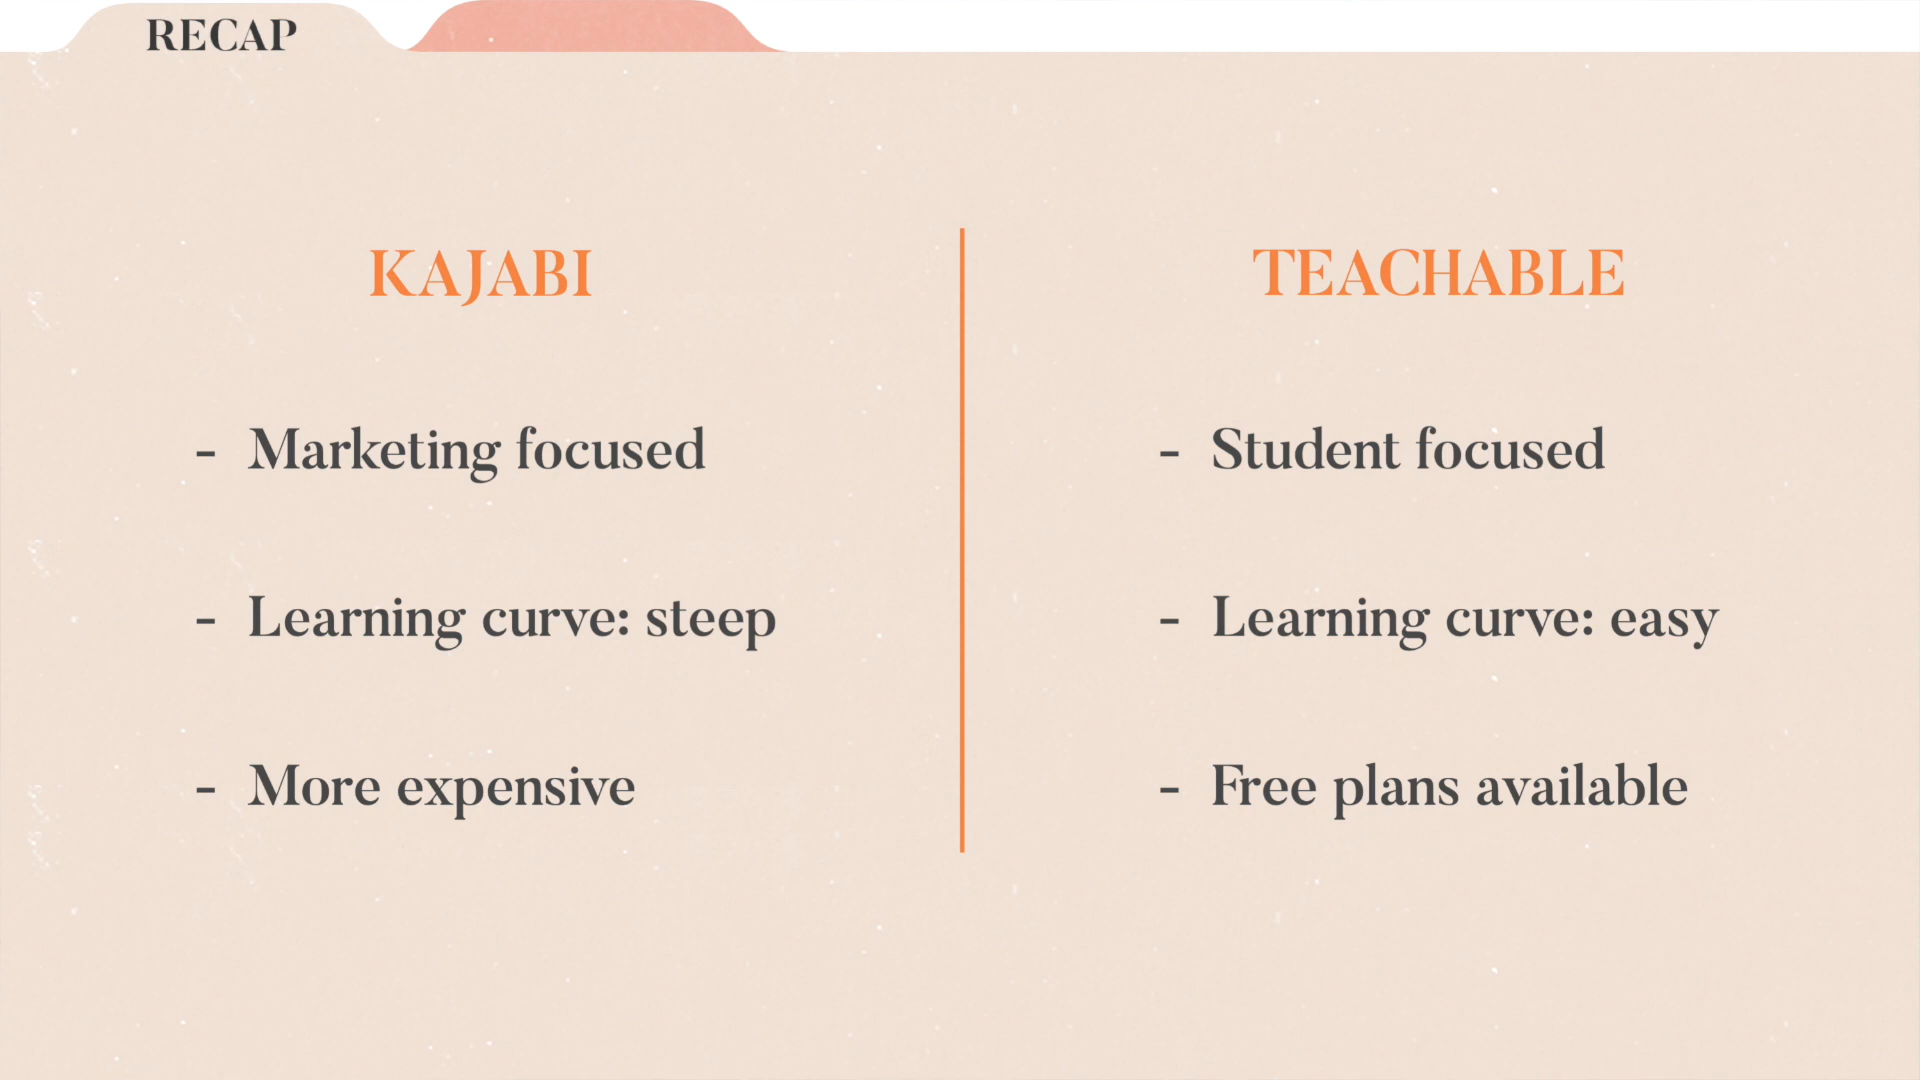 RECAP
KAJABI
- Marketing focused
- Learning curve: steep
- More expensive
TEACHABLE
- Student focused
- Learning curve: easy
- Free plans available